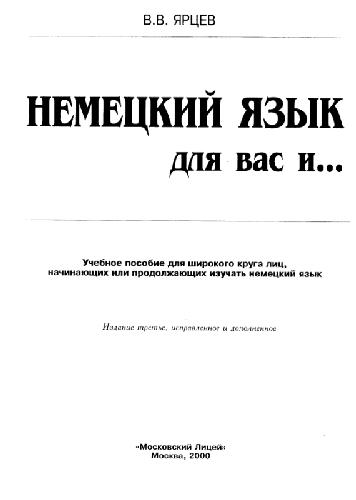 В.В. ЯРЦЕВ
НЕМЕЦКИЙ ЯЗЫК
для вас и...
Учебное пособие для широкого круга лиц,
начинающих или продолжающих изучать немецкий язык
Издание третье, исправленное и дополненное
«Московский Лицей»
Москва, 2000